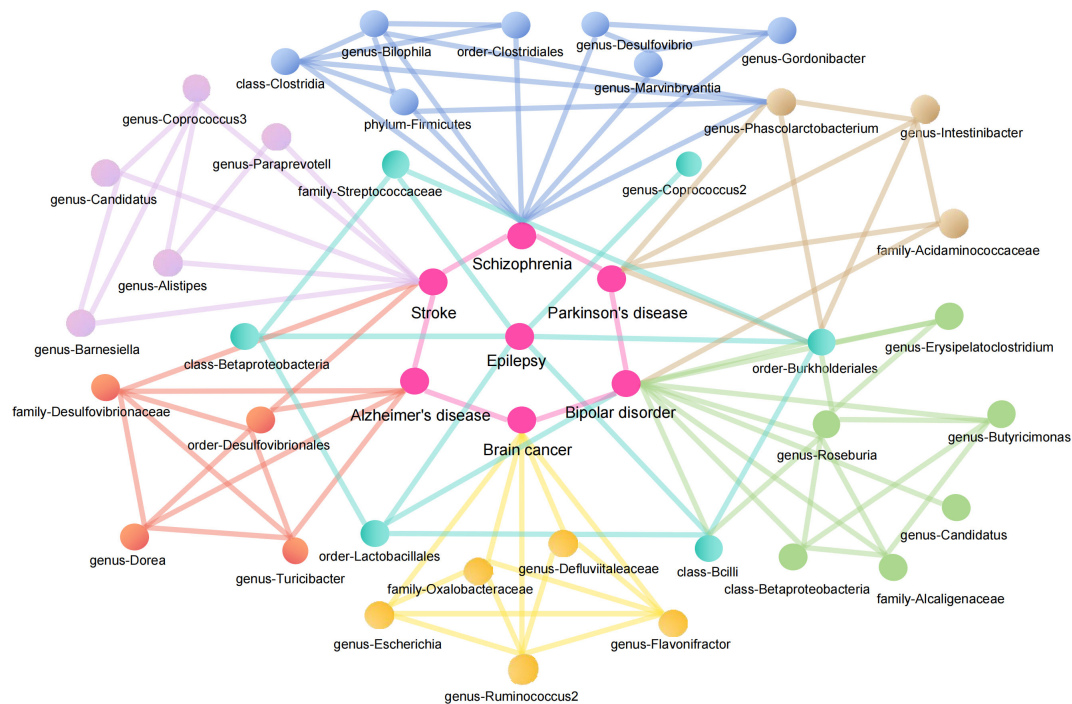 genus-Bilophila
order-Clostridiales
genus-Desulfovibrio
genus-Gordonibacter
class-Clostridia
genus-Marvinbryantia
genus-Coprococcus3
phylum-Firmicutes
genus-Phascolarctobacterium
genus-Intestinibacter
genus-Paraprevotell
genus-Candidatus
family-Streptococcaceae
genus-Coprococcus2
family-Acidaminococcaceae
Schizophrenia
genus-Alistipes
Stroke
Parkinson's disease
genus-Barnesiella
genus-Erysipelatoclostridium
class-Betaproteobacteria
Epilepsy
order-Burkholderiales
family-Desulfovibrionaceae
Alzheimer's disease
Bipolar disorder
genus-Butyricimonas
order-Desulfovibrionales
Brain cancer
genus-Roseburia
genus-Candidatus
genus-Dorea
order-Lactobacillales
genus-Turicibacter
genus-Defluviitaleaceae
class-Bcilli
family-Oxalobacteraceae
class-Betaproteobacteria
family-Alcaligenaceae
genus-Escherichia
genus-Flavonifractor
genus-Ruminococcus2